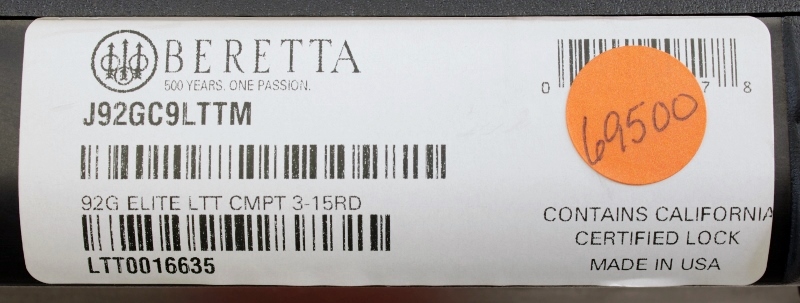 BERETTA
500 YEARS. ONE PASSION.
J92GC9LTTM
92G ELITE LTT CMPT 3-15RD
LTT0016635
0 7 8
69500
CONTAINS CALIFORNIA
CERTIFIED LOCK
MADE IN USA